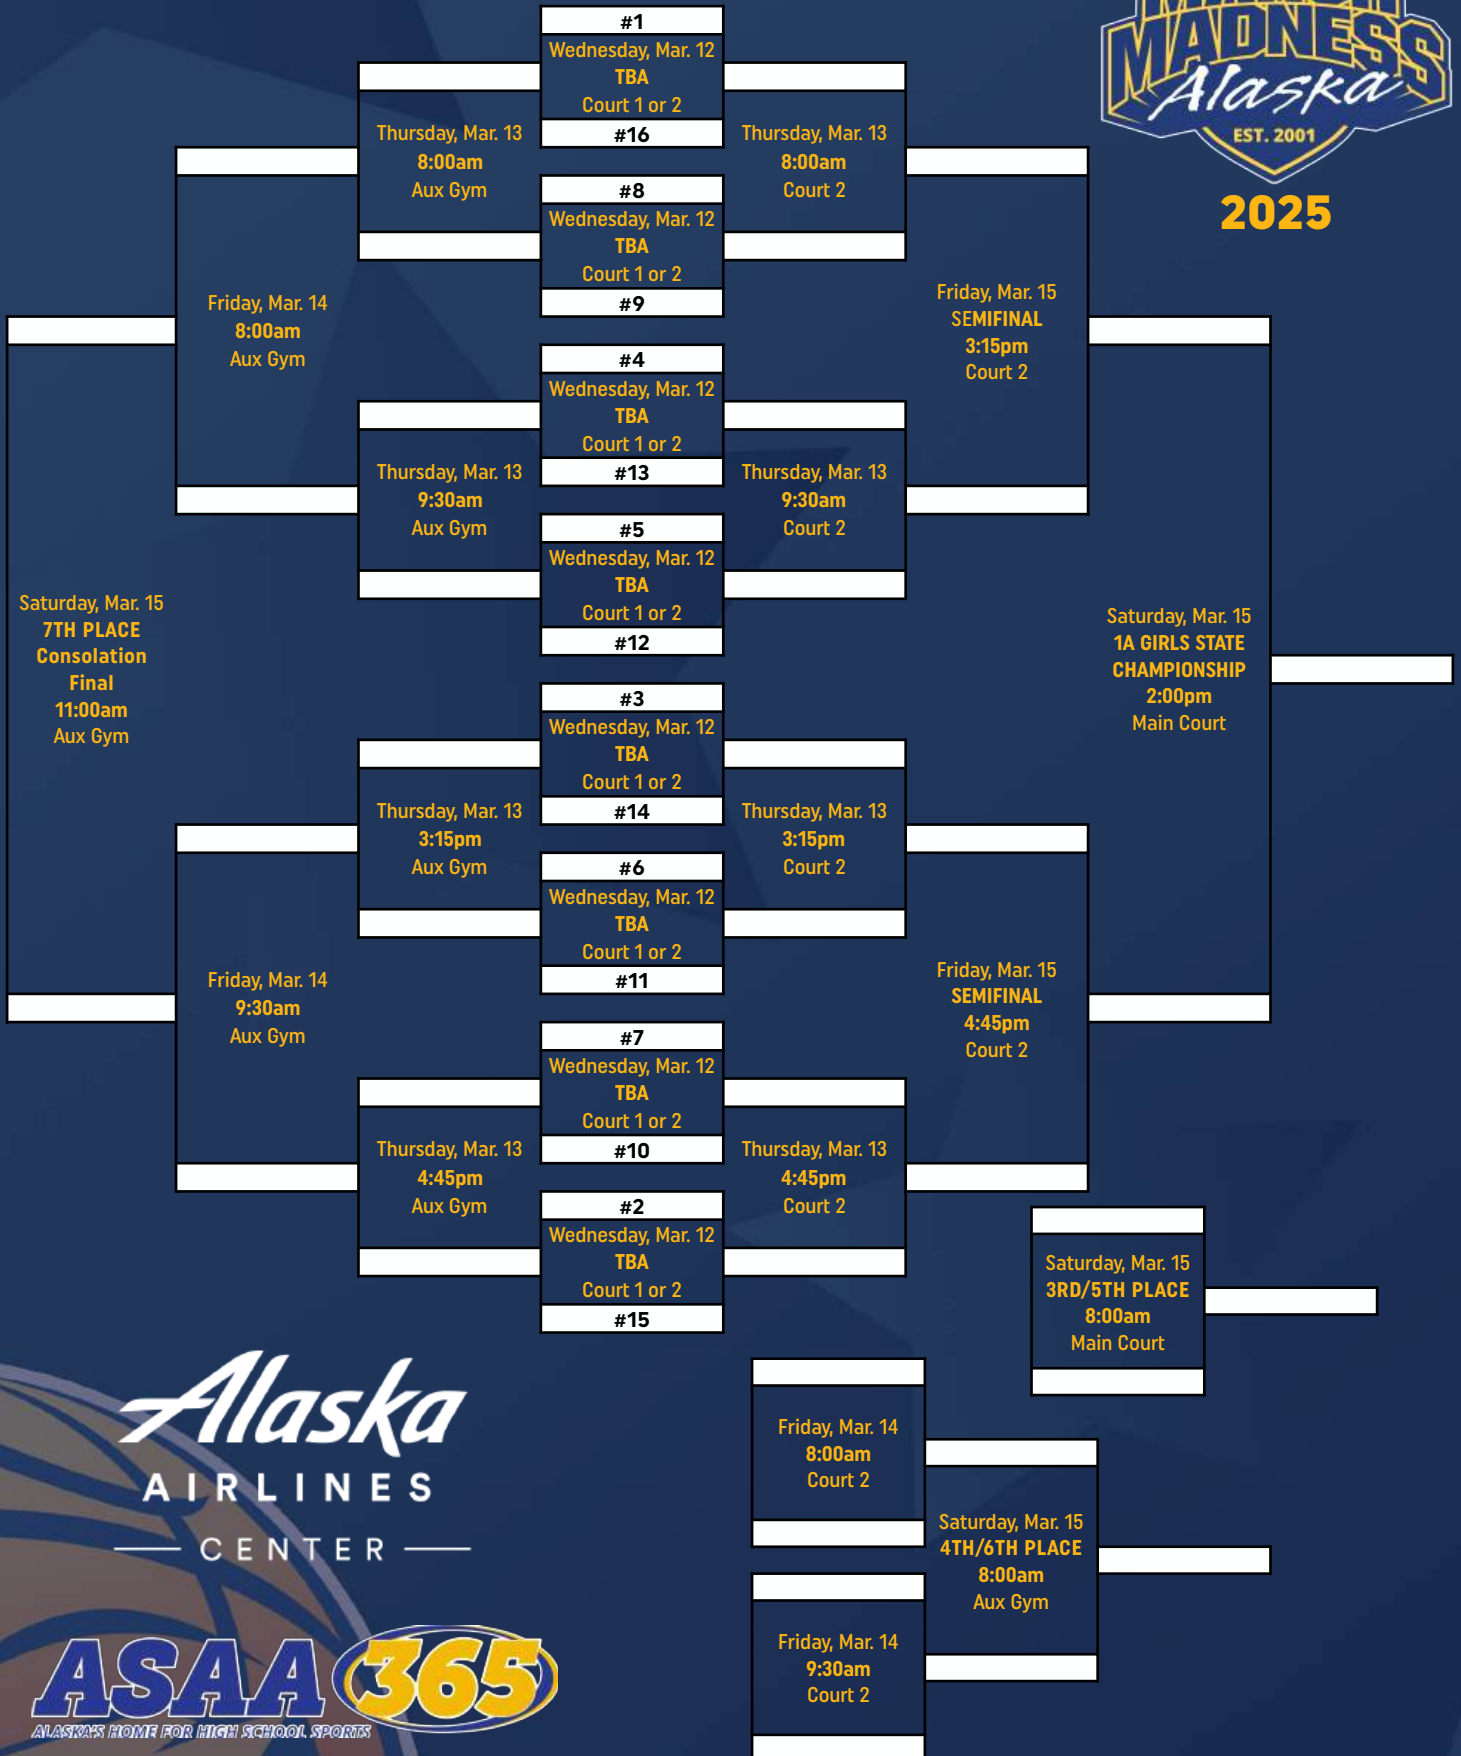 MADNESS
Alaska
EST. 2001
2025
#1
Wednesday, Mar. 12
TBA
Court 1 or 2
#16
#8
Wednesday, Mar. 12
TBA
Court 1 or 2
#9
#4
Wednesday, Mar. 12
TBA
Court 1 or 2
#13
#5
Wednesday, Mar. 12
TBA
Court 1 or 2
#12
#3
Wednesday, Mar. 12
TBA
Court 1 or 2
#14
#6
Wednesday, Mar. 12
TBA
Court 1 or 2
#11
#7
Wednesday, Mar. 12
TBA
Court 1 or 2
#10
#2
Wednesday, Mar. 12
TBA
Court 1 or 2
#15
Thursday, Mar. 13
8:00am
Aux Gym
Thursday, Mar. 13
9:30am
Aux Gym
Thursday, Mar. 13
3:15pm
Aux Gym
Thursday, Mar. 13
4:45pm
Aux Gym
Friday, Mar. 14
8:00am
Aux Gym
Friday, Mar. 14
9:30am
Aux Gym
Saturday, Mar. 15
7TH PLACE
Consolation
Final
11:00am
Aux Gym
Thursday, Mar. 13
8:00am
Court 2
Thursday, Mar. 13
9:30am
Court 2
Thursday, Mar. 13
3:15pm
Court 2
Thursday, Mar. 13
4:45pm
Court 2
Friday, Mar. 15
SEMIFINAL
3:15pm
Court 2
Friday, Mar. 15
SEMIFINAL
4:45pm
Court 2
Saturday, Mar. 15
1A GIRLS STATE
CHAMPIONSHIP
2:00pm
Main Court
Saturday, Mar. 15
3RD/5TH PLACE
8:00am
Main Court
Friday, Mar. 14
8:00am
Court 2
Friday, Mar. 14
9:30am
Court 2
Saturday, Mar. 15
4TH/6TH PLACE
8:00am
Aux Gym
Alaska
AIRLINES
CENTER
ASAA 365
ALASKA'S HOME FOR HIGH SCHOOL SPORTS